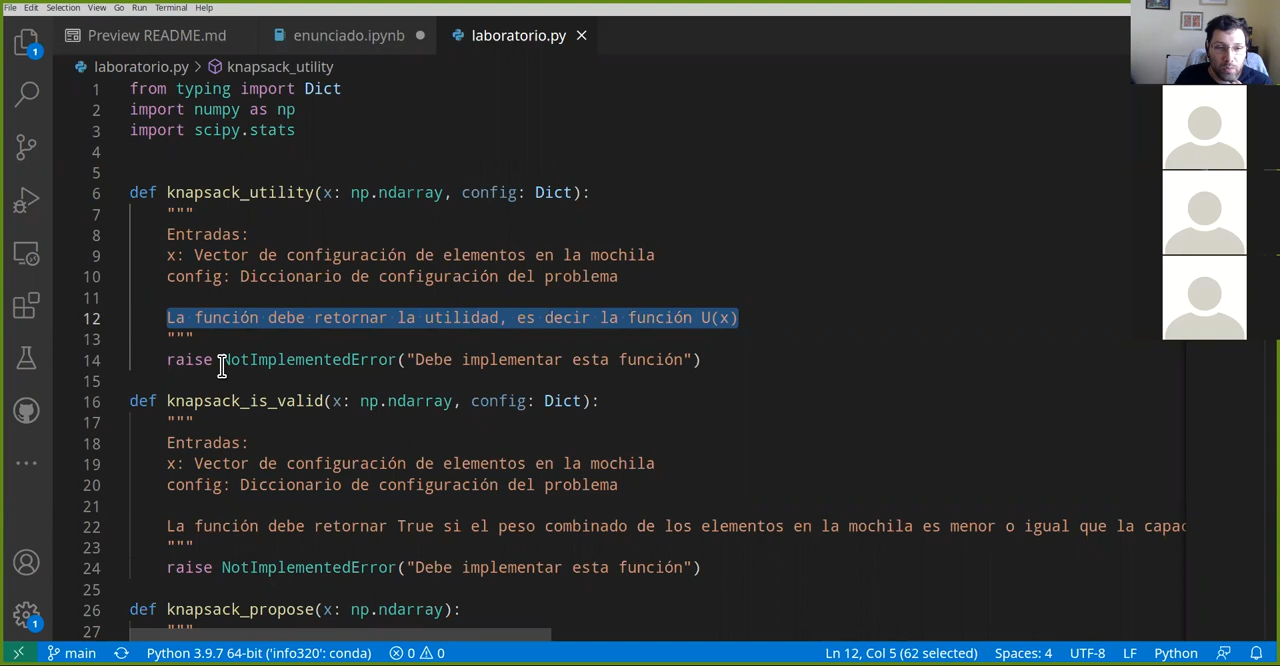 File Edit Selection View Go Run Terminal Help
Preview README.md enunciado.ipynb laboratorio.py
laboratorio.py > knapsack_utility
1 from typing import Dict
2 import numpy as np
3 import scipy.stats
4
5
6 def knapsack_utility(x: np.ndarray, config: Dict):
7 """
8 Entradas:
9 x: Vector de configuración de elementos en la mochila
10 config: Diccionario de configuración del problema
11
12 La función debe retornar la utilidad, es decir la función U(x)
13 """
14 raise NotImplementedError("Debe implementar esta función")
15
16 def knapsack_is_valid(x: np.ndarray, config: Dict):
17 """
18 Entradas:
19 x: Vector de configuración de elementos en la mochila
20 config: Diccionario de configuración del problema
21
22 La función debe retornar True si el peso combinado de los elementos en la mochila es menor o igual que la capac
23 """
24 raise NotImplementedError("Debe implementar esta función")
25
26 def knapsack_propose(x: np.ndarray):
27 """
1
1
main Python 3.9.7 64-bit ('info320': conda) 0 0 Ln 12, Col 5 (62 selected) Spaces: 4 UTF-8 LF Python